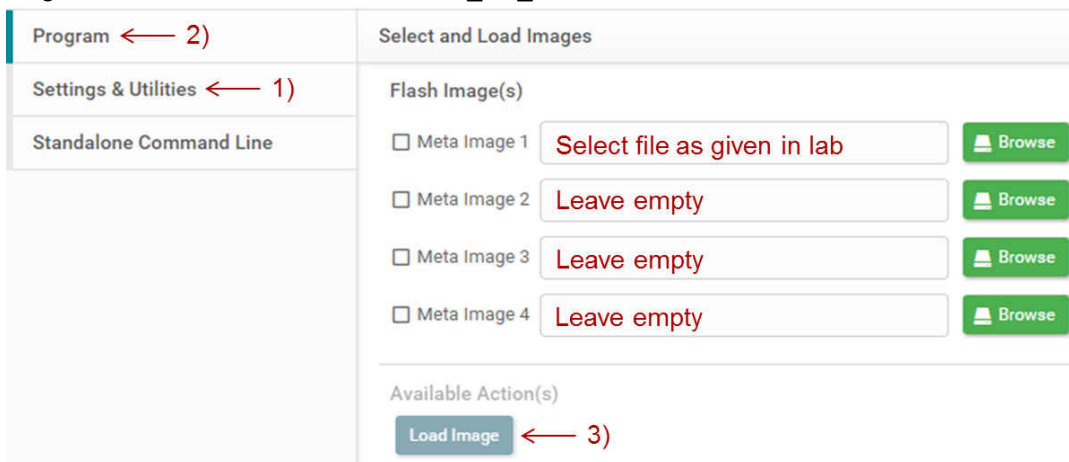 Program 2)
Select and Load Images
Settings & Utilities 1)
Flash Image(s)
Standalone Command Line
Meta Image 1 Select file as given in lab Browse
Meta Image 2 Leave empty Browse
Meta Image 3 Leave empty Browse
Meta Image 4 Leave empty Browse
Available Action(s)
Load Image 3)